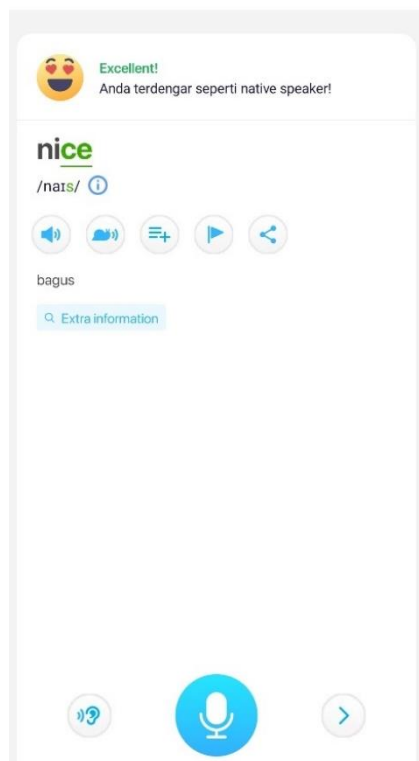 Excellent!
Anda terdengar seperti native speaker!
nice
/naɪs/
bagus
Extra information